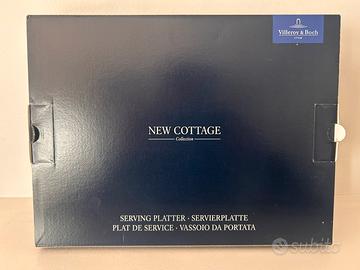 Villeroy & Boch
1748
NEW COTTAGE
Collection
SERVING PLATTER · SERVIERPLATTE
PLAT DE SERVICE · VASSOIO DA PORTATA
subito